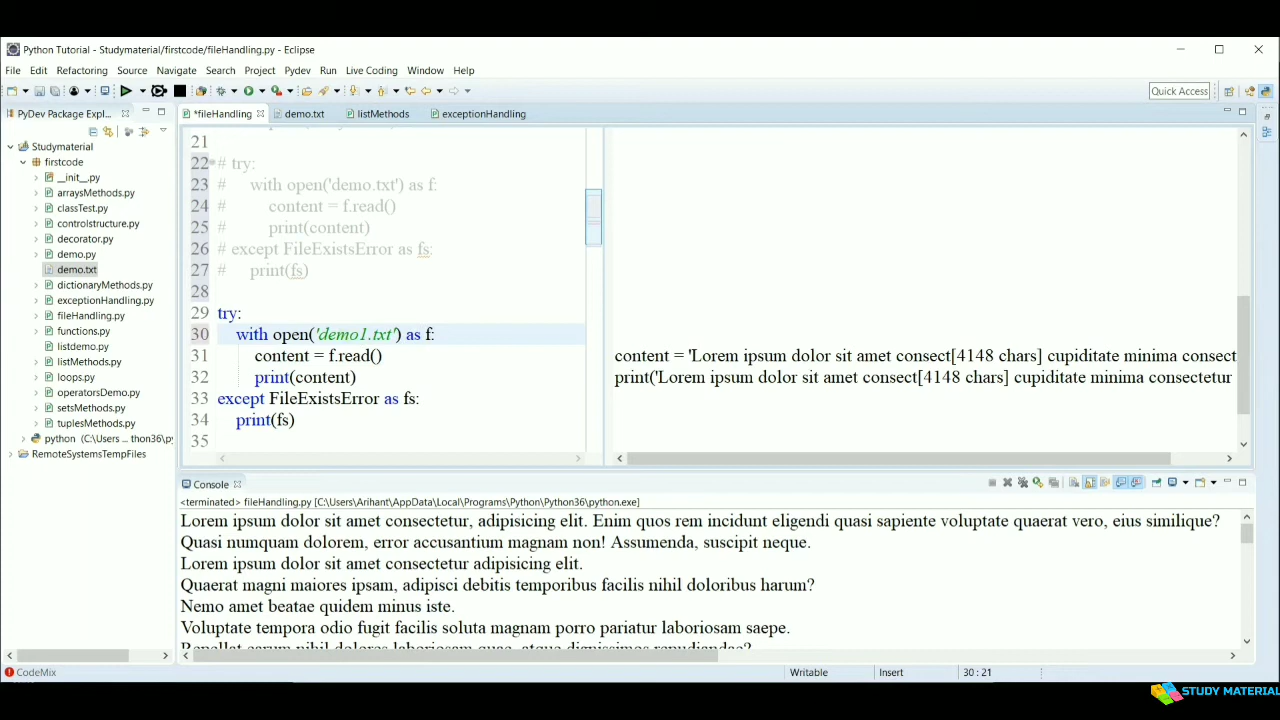 Python Tutorial - Studymaterial/firstcode/fileHandling.py - Eclipse
File Edit Refactoring Source Navigate Search Project Pydev Run Live Coding Window Help
Quick Access
PyDev Package Expl...
*fileHandling demo.txt listMethods exceptionHandling
Studymaterial
firstcode
__init__.py
arraysMethods.py
classTest.py
controlstructure.py
decorator.py
demo.py
demo.txt
dictionaryMethods.py
exceptionHandling.py
fileHandling.py
functions.py
listdemo.py
listMethods.py
loops.py
operatorsDemo.py
setsMethods.py
tuplesMethods.py
python (C:\Users ... thon36\py
RemoteSystemsTempFiles
21
22 # try:
23 # with open('demo.txt') as f:
24 # content = f.read()
25 # print(content)
26 # except FileExistsError as fs:
27 # print(fs)
28
29 try:
30 with open('demo1.txt') as f:
31 content = f.read()
32 print(content)
33 except FileExistsError as fs:
34 print(fs)
35
content = 'Lorem ipsum dolor sit amet consect[4148 chars] cupiditate minima consect
print('Lorem ipsum dolor sit amet consect[4148 chars] cupiditate minima consectetur
Console
<terminated> fileHandling.py [C:\Users\Arihant\AppData\Local\Programs\Python\Python36\python.exe]
Lorem ipsum dolor sit amet consectetur, adipisicing elit. Enim quos rem incidunt eligendi quasi sapiente voluptate quaerat vero, eius similique?
Quasi numquam dolorem, error accusantium magnam non! Assumenda, suscipit neque.
Lorem ipsum dolor sit amet consectetur adipisicing elit.
Quaerat magni maiores ipsam, adipisci debitis temporibus facilis nihil doloribus harum?
Nemo amet beatae quidem minus iste.
Voluptate tempora odio fugit facilis soluta magnam porro pariatur laboriosam saepe.
Repellat earum nihil dolores laboriosam quae, atque dignissimos repudiandae?
CodeMix
Writable Insert 30 : 21
STUDY MATERIAL